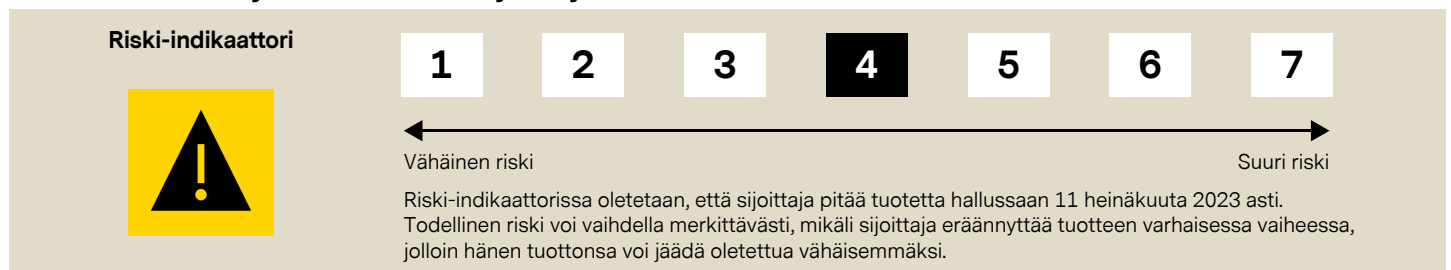 Riski-indikaattori
1 2 3 4 5 6 7
Vähäinen riski Suuri riski
Riski-indikaattorissa oletetaan, että sijoittaja pitää tuotetta hallussaan 11 heinäkuuta 2023 asti.
Todellinen riski voi vaihdella merkittävästi, mikäli sijoittaja eräännyttää tuotteen varhaisessa vaiheessa,
jolloin hänen tuottonsa voi jäädä oletettua vähäisemmäksi.